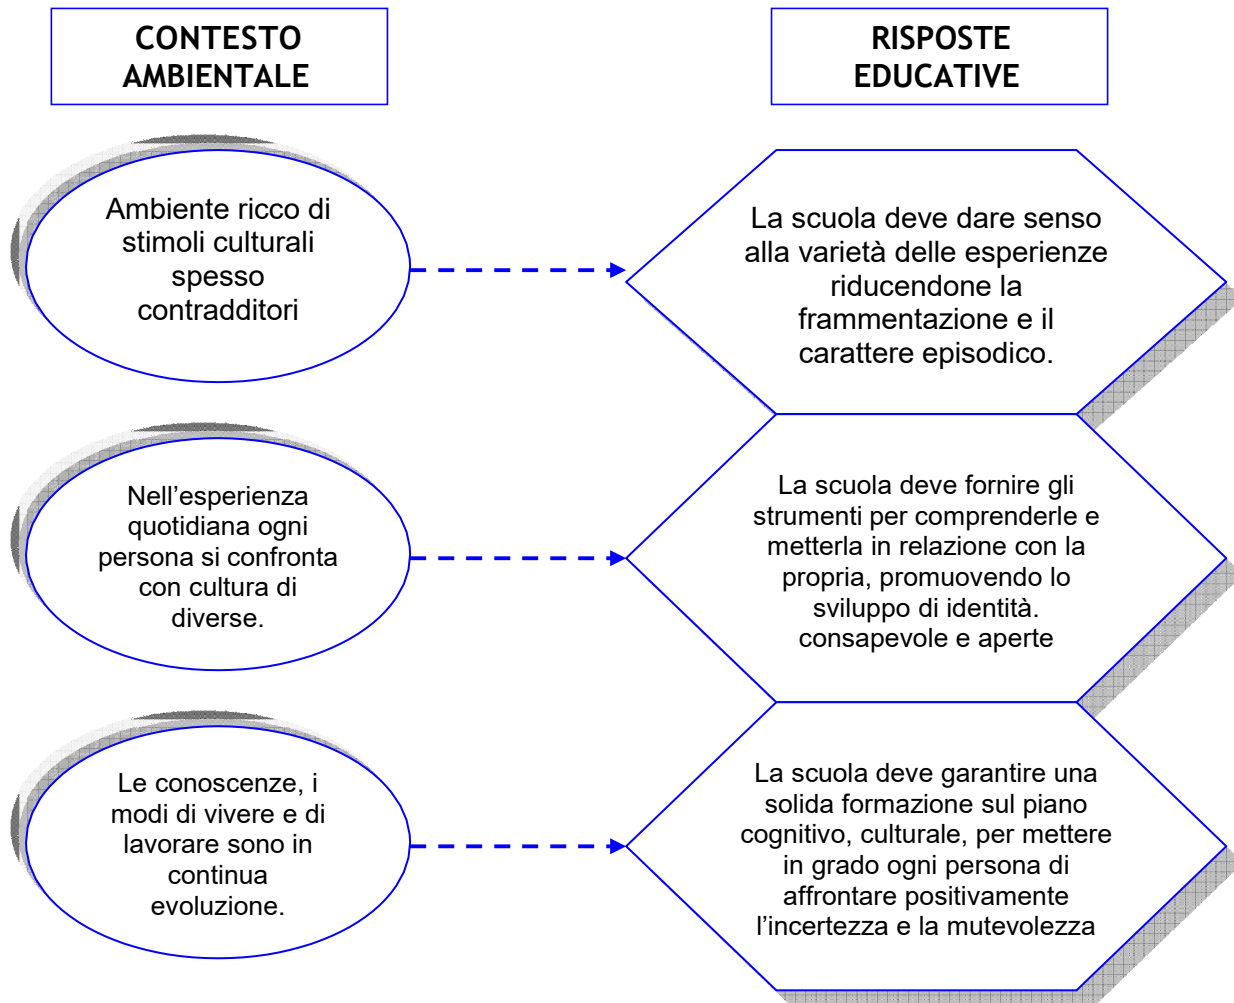 CONTESTO
AMBIENTALE
RISPOSTE
EDUCATIVE
Ambiente ricco di
stimoli culturali
spesso
contradditori
La scuola deve dare senso
alla varietà delle esperienze
riducendone la
frammentazione e il
carattere episodico.
Nell’esperienza
quotidiana ogni
persona si confronta
con cultura di
diverse.
La scuola deve fornire gli
strumenti per comprenderle e
metterla in relazione con la
propria, promuovendo lo
sviluppo di identità.
consapevole e aperte
Le conoscenze, i
modi di vivere e di
lavorare sono in
continua
evoluzione.
La scuola deve garantire una
solida formazione sul piano
cognitivo, culturale, per mettere
in grado ogni persona di
affrontare positivamente
l’incertezza e la mutevolezza